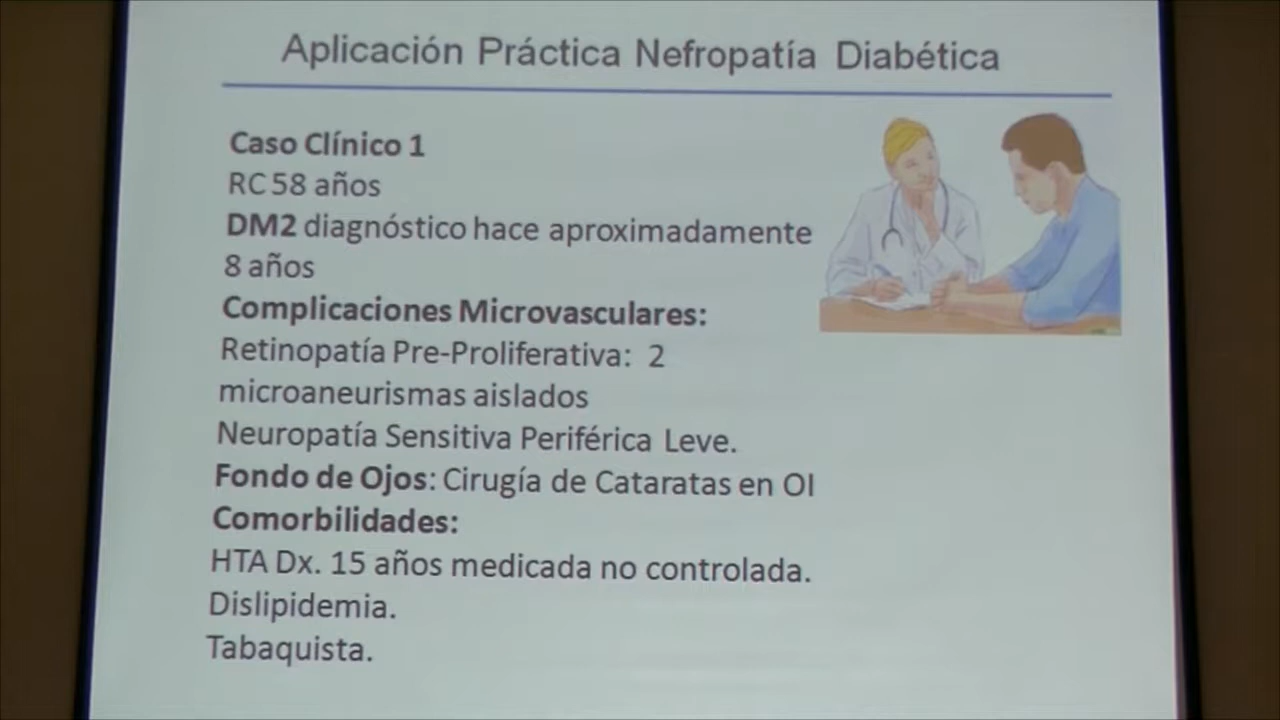 Aplicación Práctica Nefropatía Diabética
Caso Clínico 1
RC 58 años
DM2 diagnóstico hace aproximadamente
8 años
Complicaciones Microvasculares:
Retinopatía Pre-Proliferativa: 2
microaneurismas aislados
Neuropatía Sensitiva Periférica Leve.
Fondo de Ojos: Cirugía de Cataratas en OI
Comorbilidades:
HTA Dx. 15 años medicada no controlada.
Dislipidemia.
Tabaquista.